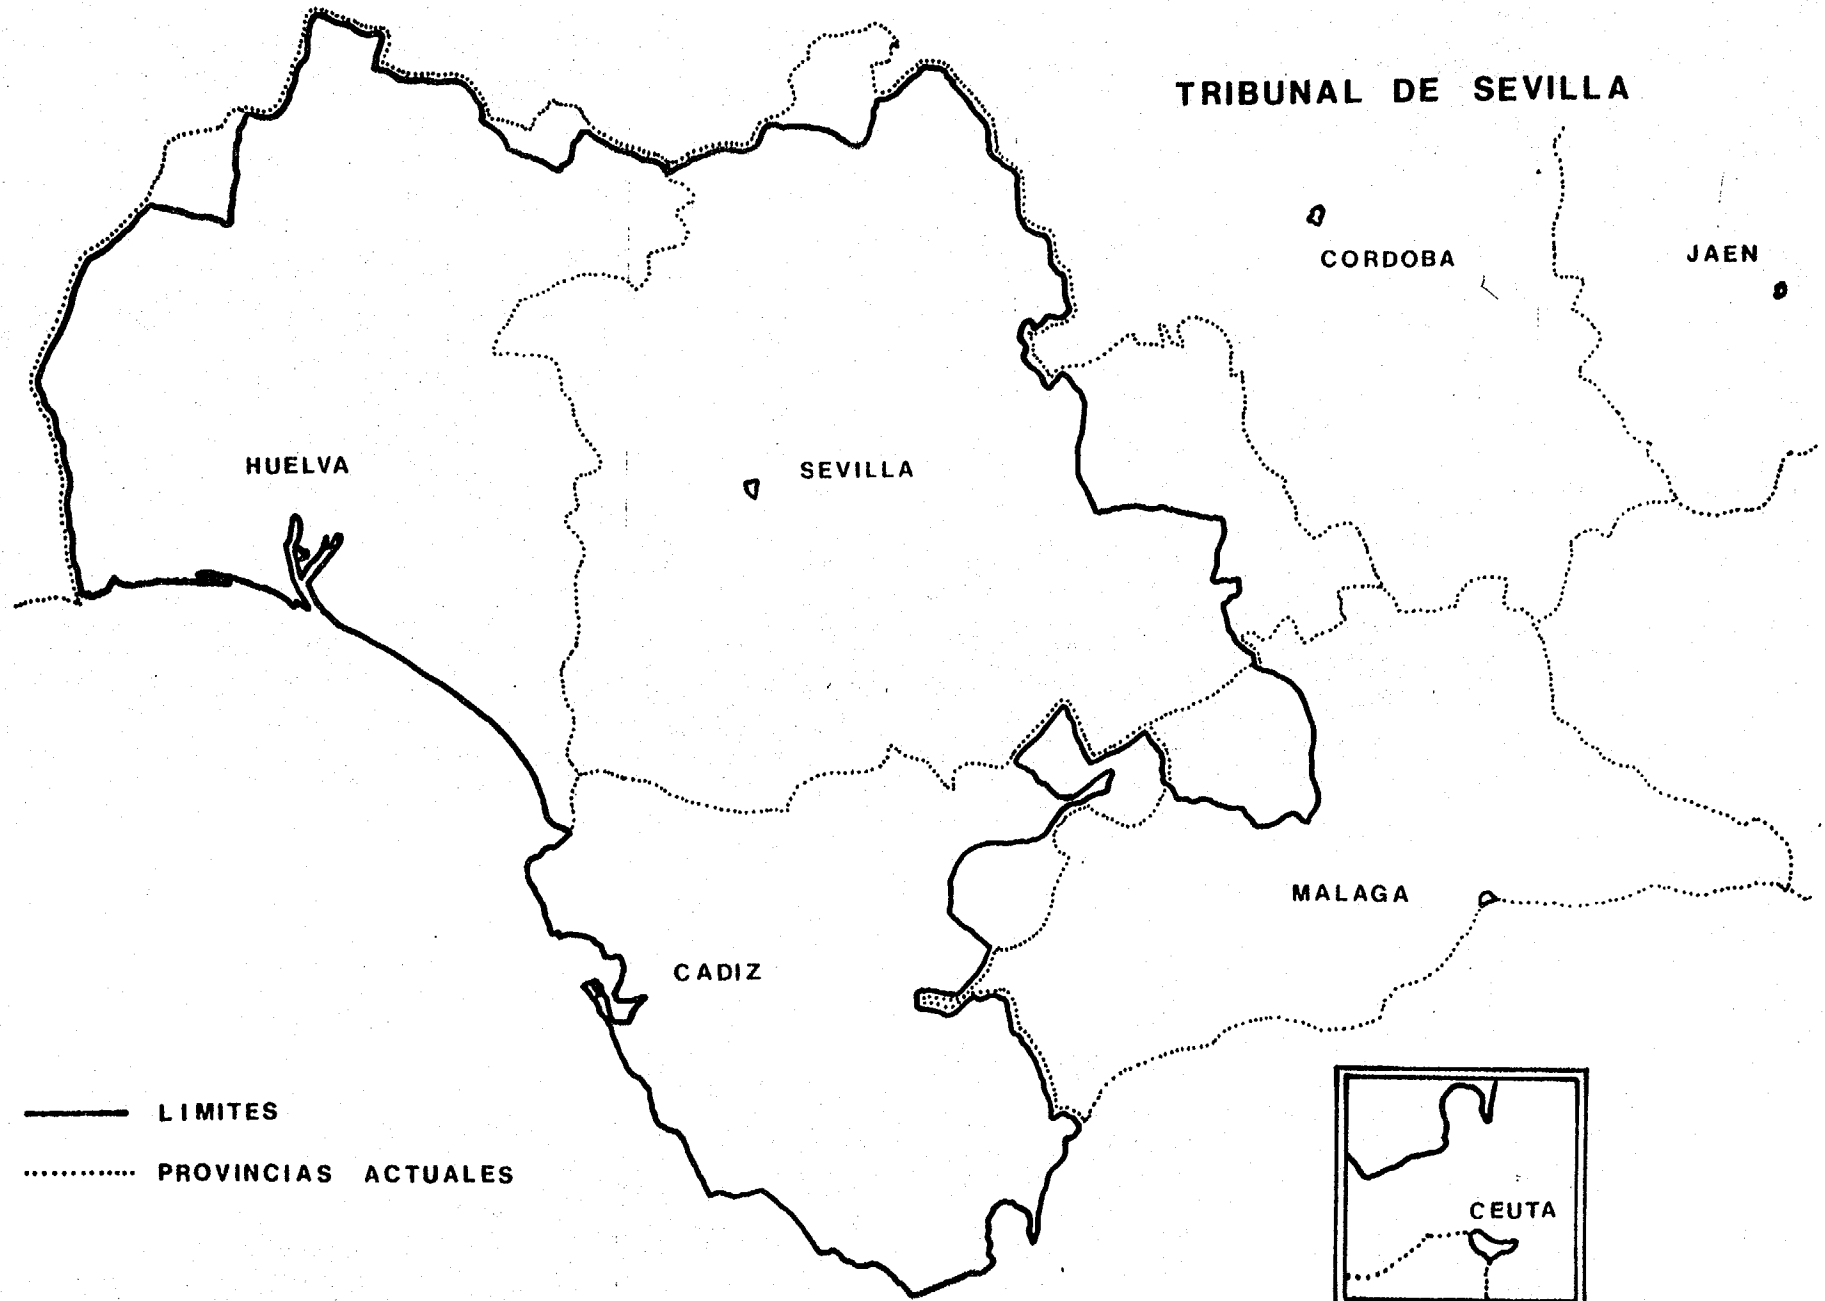 TRIBUNAL DE SEVILLA
CORDOBA
JAEN
HUELVA
SEVILLA
MALAGA
CADIZ
LIMITES
PROVINCIAS ACTUALES
CEUTA